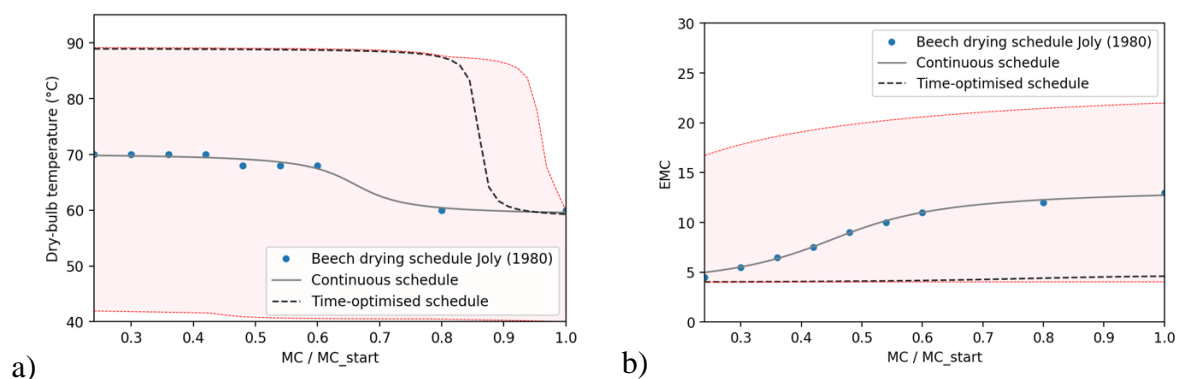 Dry-bulb temperature (°C)
90
80
70
60
50
40
Beech drying schedule Joly (1980)
Continuous schedule
Time-optimised schedule
0.3 0.4 0.5 0.6 0.7 0.8 0.9 1.0
MC / MC_start
a)
EMC
30
25
20
15
10
5
0
Beech drying schedule Joly (1980)
Continuous schedule
Time-optimised schedule
0.3 0.4 0.5 0.6 0.7 0.8 0.9 1.0
MC / MC_start
b)